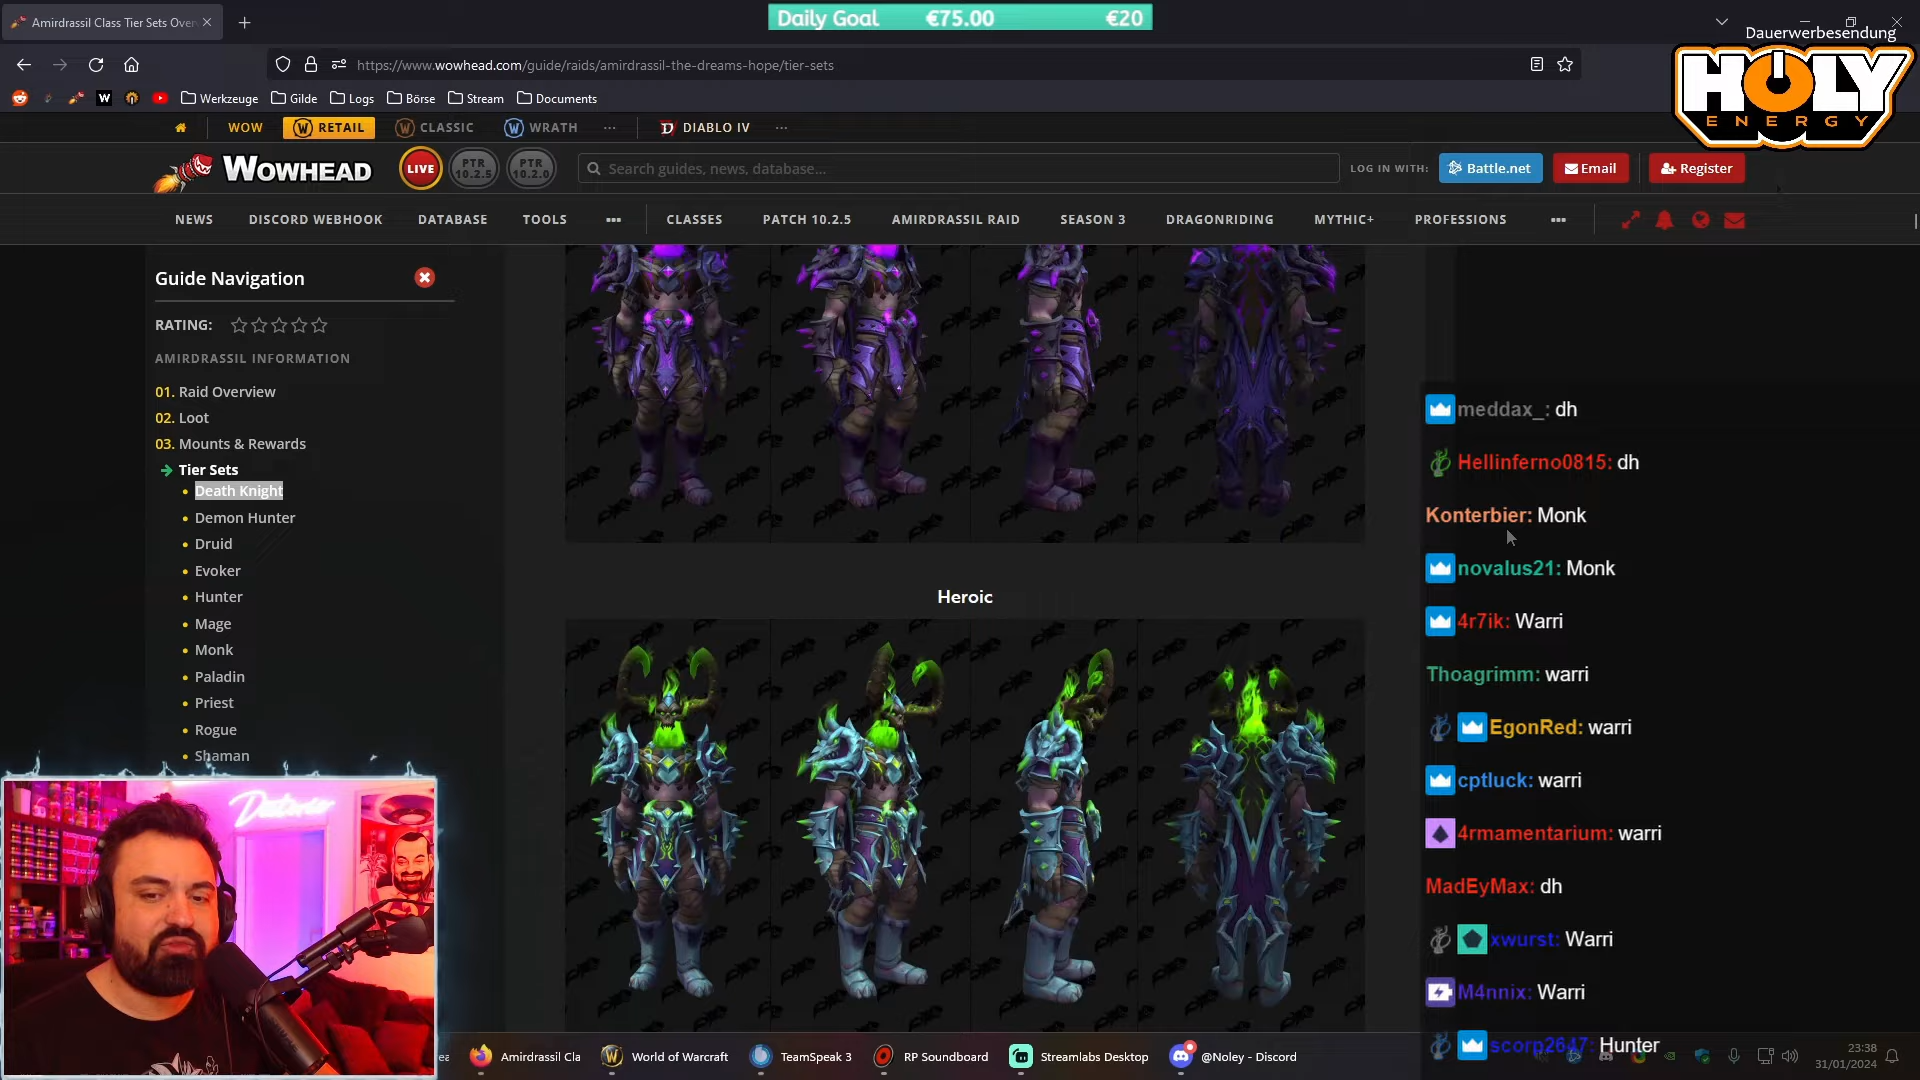 Amirdrassil Class Tier Sets Over
Daily Goal €75.00 €20
Dauerwerbesendung
https://www.wowhead.com/guide/raids/amirdrassil-the-dreams-hope/tier-sets
HOLY
ENERGY
Werkzeuge Gilde Logs Börse Stream Documents
WOW RETAIL CLASSIC WRATH ... DIABLO IV ...
WOWHEAD LIVE PTR 10.2.5 PTR 10.2.0 Search guides, news, database... LOG IN WITH: Battle.net Email Register
NEWS DISCORD WEBHOOK DATABASE TOOLS ... CLASSES PATCH 10.2.5 AMIRDRASSIL RAID SEASON 3 DRAGONRIDING MYTHIC+ PROFESSIONS ...
Guide Navigation
RATING:
AMIRDRASSIL INFORMATION
01. Raid Overview
02. Loot
03. Mounts & Rewards
Tier Sets
Death Knight
Demon Hunter
Druid
Evoker
Hunter
Mage
Monk
Paladin
Priest
Rogue
Shaman
Heroic
meddax_: dh
Hellinferno0815: dh
Konterbier: Monk
novalus21: Monk
4r7ik: Warri
Thoagrimm: warri
EgonRed: warri
cptluck: warri
4rmamentarium: warri
MadEyMax: dh
xwurst: Warri
M4nnix: Warri
scorp2647: Hunter
Amirdrassil Cla World of Warcraft TeamSpeak 3 RP Soundboard Streamlabs Desktop @Noley - Discord
23:38
31/01/2024